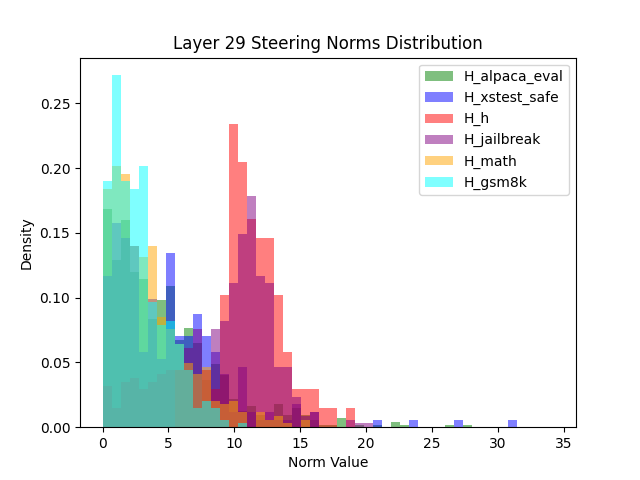 Layer 29 Steering Norms Distribution
H_alpaca_eval
H_xstest_safe
H_h
H_jailbreak
H_math
H_gsm8k
Density
0.25
0.20
0.15
0.10
0.05
0.00
0 5 10 15 20 25 30 35
Norm Value